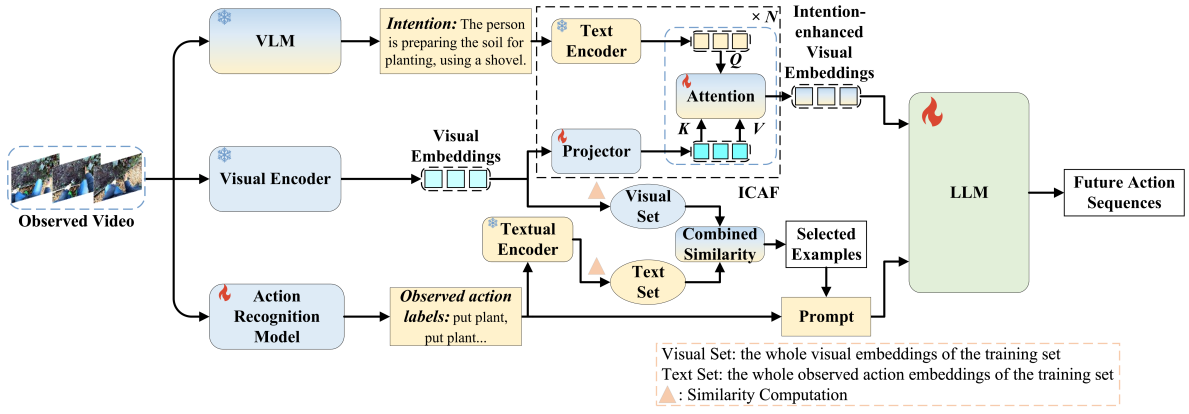 VLM
Intention: The person
is preparing the soil for
planting, using a shovel.
Text
Encoder
× N
Q
Attention
K
V
Intention-
enhanced
Visual
Embeddings
Observed Video
Visual Encoder
Visual
Embeddings
Projector
ICAF
LLM
Future Action
Sequences
Visual
Set
Textual
Encoder
Combined
Similarity
Selected
Examples
Text
Set
Action
Recognition
Model
Observed action
labels: put plant,
put plant...
Prompt
Visual Set: the whole visual embeddings of the training set
Text Set: the whole observed action embeddings of the training set
: Similarity Computation